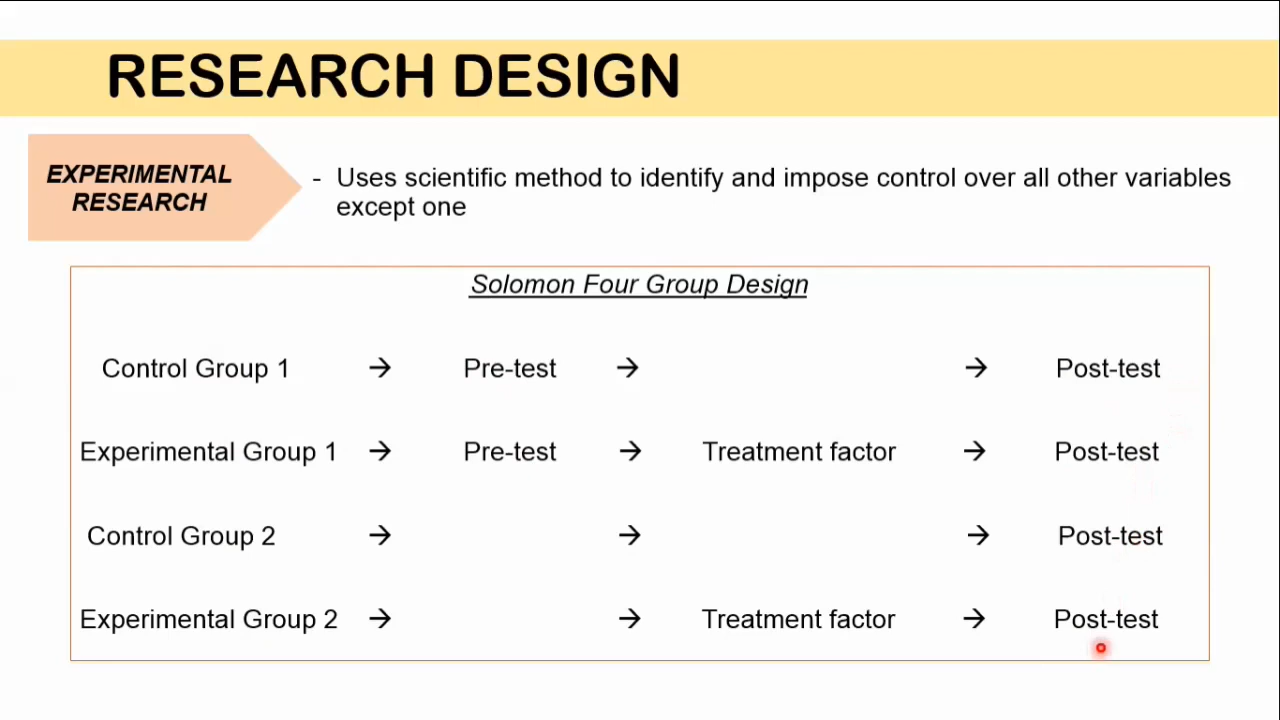 RESEARCH DESIGN
EXPERIMENTAL
RESEARCH
- Uses scientific method to identify and impose control over all other variables
except one
Solomon Four Group Design
Control Group 1 → Pre-test → → Post-test
Experimental Group 1 → Pre-test → Treatment factor → Post-test
Control Group 2 → → → Post-test
Experimental Group 2 → → Treatment factor → Post-test